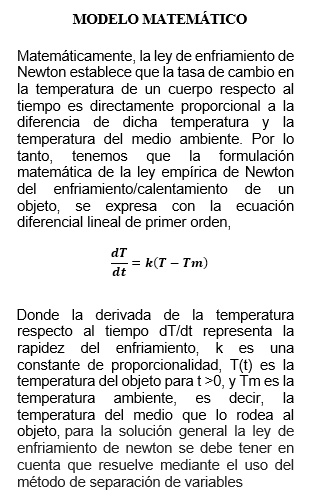 MODELO MATEMÁTICO
Matemáticamente, la ley de enfriamiento de
Newton establece que la tasa de cambio en
la temperatura de un cuerpo respecto al
tiempo es directamente proporcional a la
diferencia de dicha temperatura y la
temperatura del medio ambiente. Por lo
tanto, tenemos que la formulación
matemática de la ley empírica de Newton
del enfriamiento/calentamiento de un
objeto, se expresa con la ecuación
diferencial lineal de primer orden,
dT/dt = k(T − Tm)
Donde la derivada de la temperatura
respecto al tiempo dT/dt representa la
rapidez del enfriamiento, k es una
constante de proporcionalidad, T(t) es la
temperatura del objeto para t >0, y Tm es la
temperatura ambiente, es decir, la
temperatura del medio que lo rodea al
objeto, para la solución general la ley de
enfriamiento de newton se debe tener en
cuenta que resuelve mediante el uso del
método de separación de variables